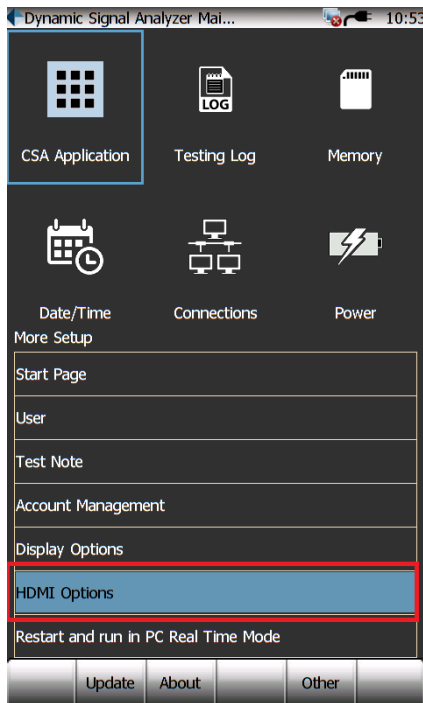 Dynamic Signal Analyzer Mai... 10:53
CSA Application Testing Log Memory
LOG
Date/Time Connections Power
More Setup
Start Page
User
Test Note
Account Management
Display Options
HDMI Options
Restart and run in PC Real Time Mode
Update About Other